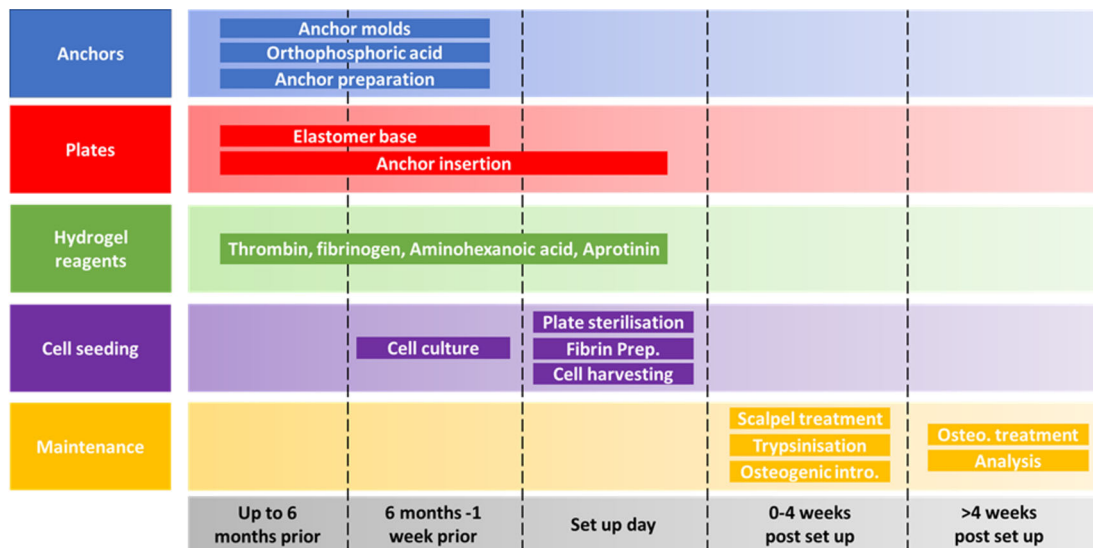 Anchors
Anchor molds
Orthophosphoric acid
Anchor preparation
Plates
Elastomer base
Anchor insertion
Hydrogel
reagents
Thrombin, fibrinogen, Aminohexanoic acid, Aprotinin
Cell seeding
Cell culture
Plate sterilisation
Fibrin Prep.
Cell harvesting
Maintenance
Scalpel treatment
Trypsinisation
Osteogenic intro.
Osteo. treatment
Analysis
Up to 6
months prior
6 months -1
week prior
Set up day
0-4 weeks
post set up
>4 weeks
post set up